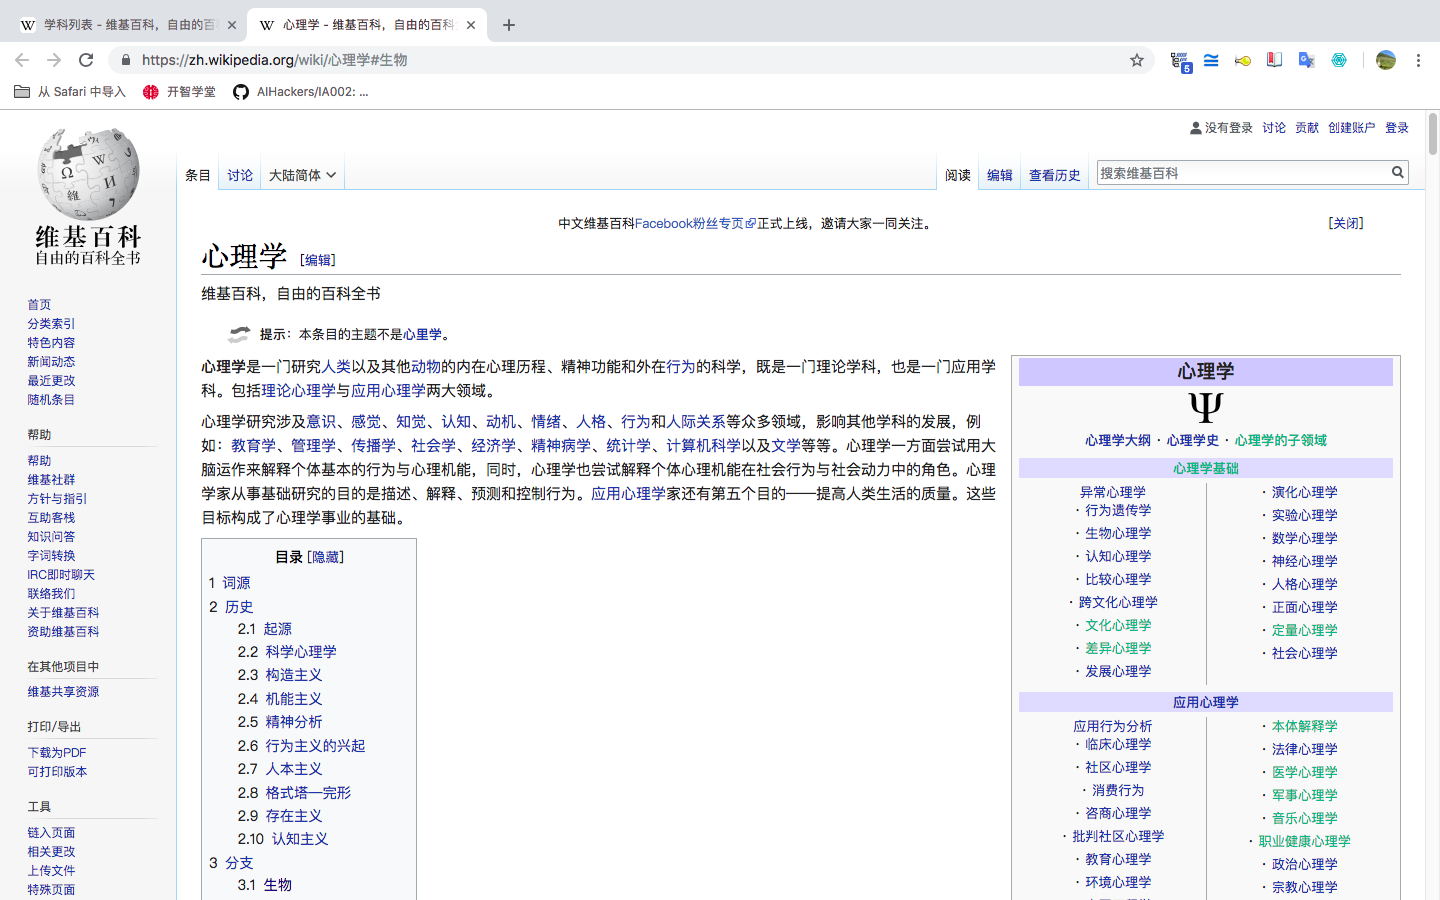 学科列表 - 维基百科，自由的百
心理学 - 维基百科，自由的百科
https://zh.wikipedia.org/wiki/心理学#生物
5
从 Safari 中导入
开智学堂
AIHackers/IA002: ...
没有登录 讨论 贡献 创建账户 登录
条目 讨论 大陆简体
阅读 编辑 查看历史 搜索维基百科
维基百科
自由的百科全书
首页
分类索引
特色内容
新闻动态
最近更改
随机条目
帮助
帮助
维基社群
方针与指引
互助客栈
知识问答
字词转换
IRC即时聊天
联络我们
关于维基百科
资助维基百科
在其他项目中
维基共享资源
打印/导出
下载为PDF
可打印版本
工具
链入页面
相关更改
上传文件
特殊页面
中文维基百科Facebook粉丝专页正式上线，邀请大家一同关注。 [关闭]
心理学 [编辑]
维基百科，自由的百科全书
提示：本条目的主题不是心里学。
心理学是一门研究人类以及其他动物的内在心理历程、精神功能和外在行为的科学，既是一门理论学科，也是一门应用学
科。包括理论心理学与应用心理学两大领域。
心理学研究涉及意识、感觉、知觉、认知、动机、情绪、人格、行为和人际关系等众多领域，影响其他学科的发展，例
如：教育学、管理学、传播学、社会学、经济学、精神病学、统计学、计算机科学以及文学等等。心理学一方面尝试用大
脑运作来解释个体基本的行为与心理机能，同时，心理学也尝试解释个体心理机能在社会行为与社会动力中的角色。心理
学家从事基础研究的目的是描述、解释、预测和控制行为。应用心理学家还有第五个目的——提高人类生活的质量。这些
目标构成了心理学事业的基础。
目录 [隐藏]
1 词源
2 历史
2.1 起源
2.2 科学心理学
2.3 构造主义
2.4 机能主义
2.5 精神分析
2.6 行为主义的兴起
2.7 人本主义
2.8 格式塔—完形
2.9 存在主义
2.10 认知主义
3 分支
3.1 生物
心理学
Ψ
心理学大纲 · 心理学史 · 心理学的子领域
心理学基础
异常心理学
· 行为遗传学
· 生物心理学
· 认知心理学
· 比较心理学
· 跨文化心理学
· 文化心理学
· 差异心理学
· 发展心理学
· 演化心理学
· 实验心理学
· 数学心理学
· 神经心理学
· 人格心理学
· 正面心理学
· 定量心理学
· 社会心理学
应用心理学
应用行为分析
· 临床心理学
· 社区心理学
· 消费行为
· 咨商心理学
· 批判社区心理学
· 教育心理学
· 环境心理学
· 本体解释学
· 法律心理学
· 医学心理学
· 军事心理学
· 音乐心理学
· 职业健康心理学
· 政治心理学
· 宗教心理学